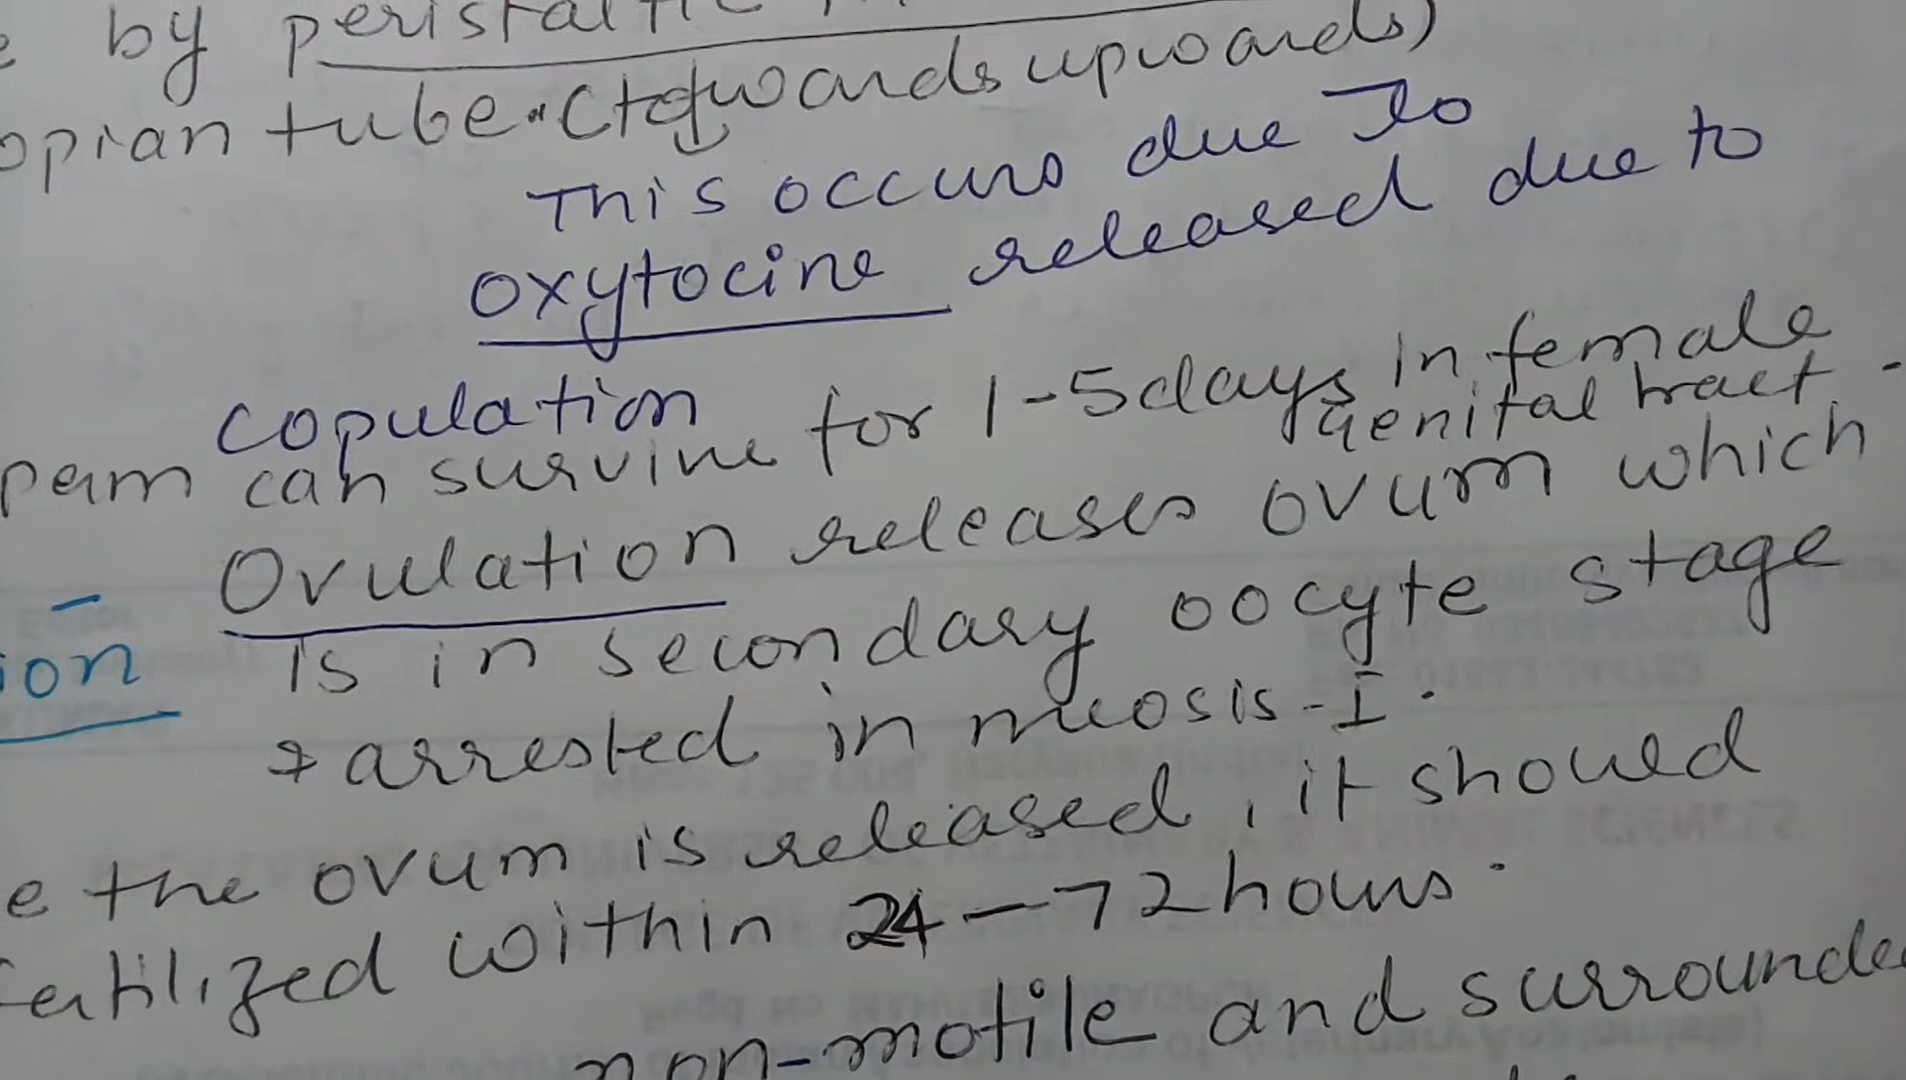 by peristaltic
opian tube. (towards upwards)
This occurs due to
oxytocine released due to
copulation
perm can survive for 1-5 days in female
genital tract.
Ovulation releases ovum which
ion is in secondary oocyte stage
& arrested in meosis-I.
e the ovum is released, it should
fertilized within 24-72 hours.
non-motile and surrounde